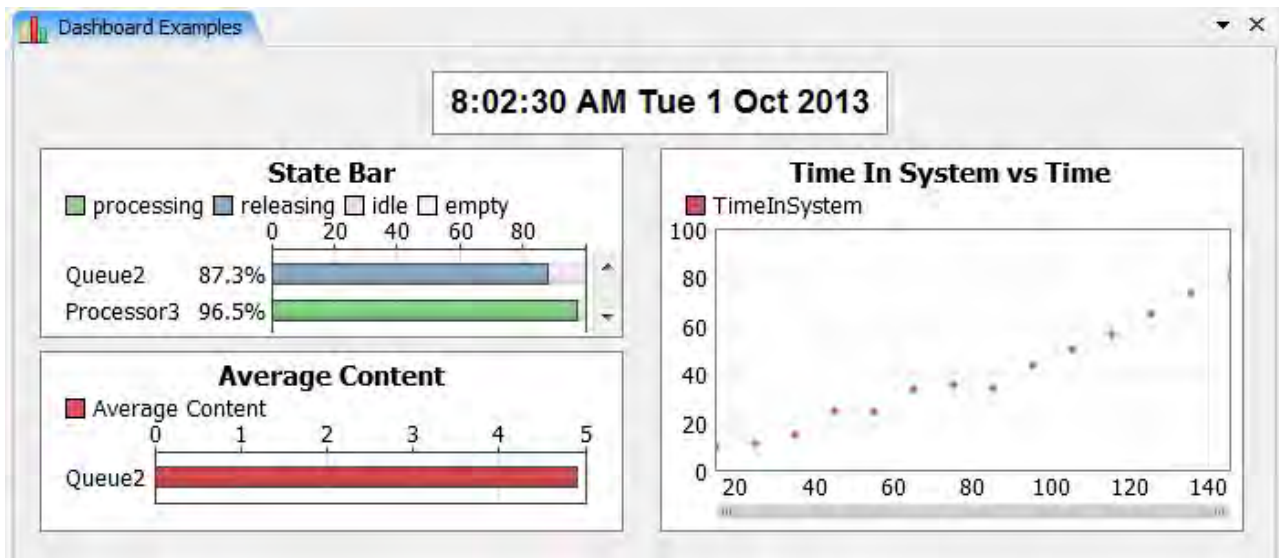 Dashboard Examples
8:02:30 AM Tue 1 Oct 2013
State Bar
processing releasing idle empty
0 20 40 60 80
Queue2 87.3%
Processor3 96.5%
Average Content
Average Content
0 1 2 3 4 5
Queue2
Time In System vs Time
TimeInSystem
100
80
60
40
20
0
20 40 60 80 100 120 140